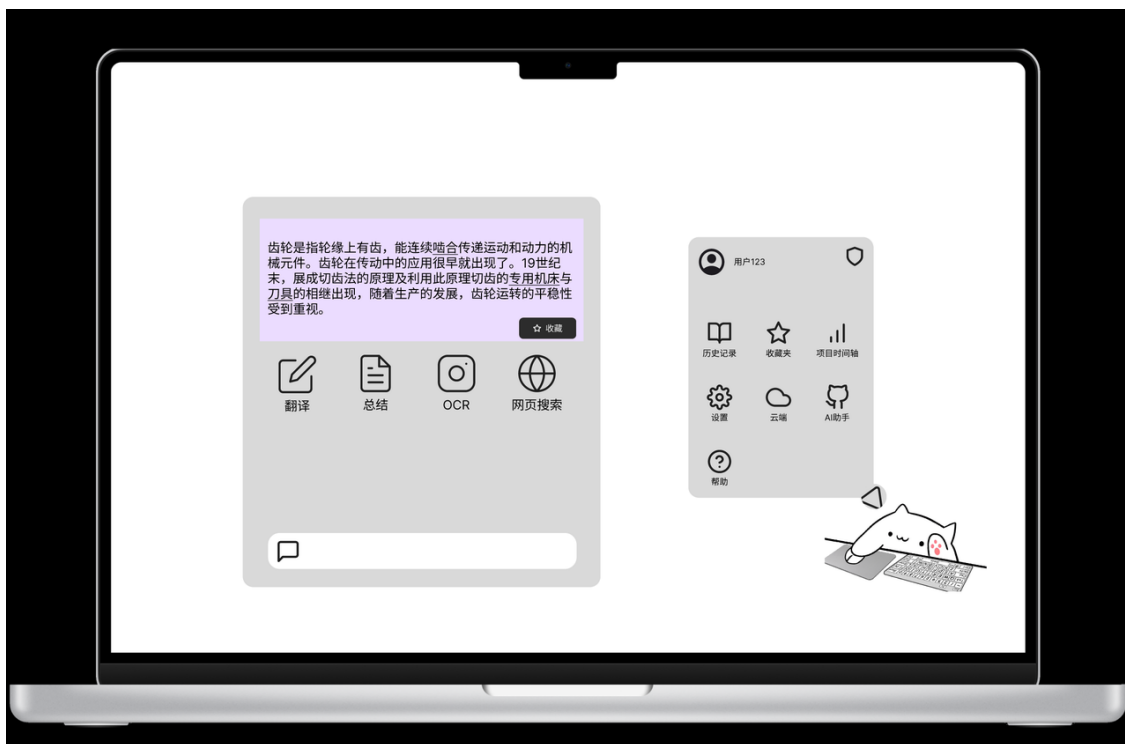 齿轮是指轮缘上有齿，能连续啮合传递运动和动力的机
械元件。齿轮在传动中的应用很早就出现了。19世纪
末，展成切齿法的原理及利用此原理切齿的专用机床与
刀具的相继出现，随着生产的发展，齿轮运转的平稳性
受到重视。
收藏
翻译 总结 OCR 网页搜索
用户123
历史记录 收藏夹 项目时间轴
设置 云端 AI助手
帮助